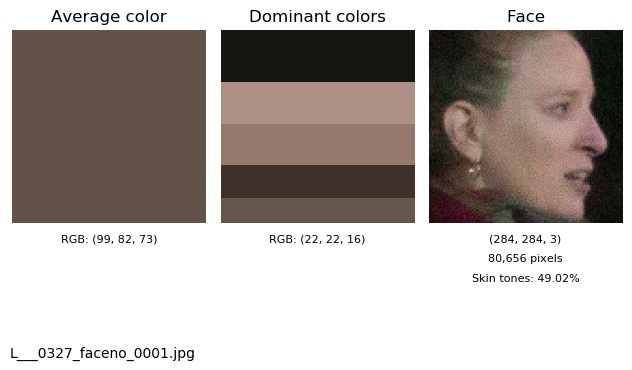 Average color
Dominant colors
Face
RGB: (99, 82, 73)
RGB: (22, 22, 16)
(284, 284, 3)
80,656 pixels
Skin tones: 49.02%
L___0327_faceno_0001.jpg